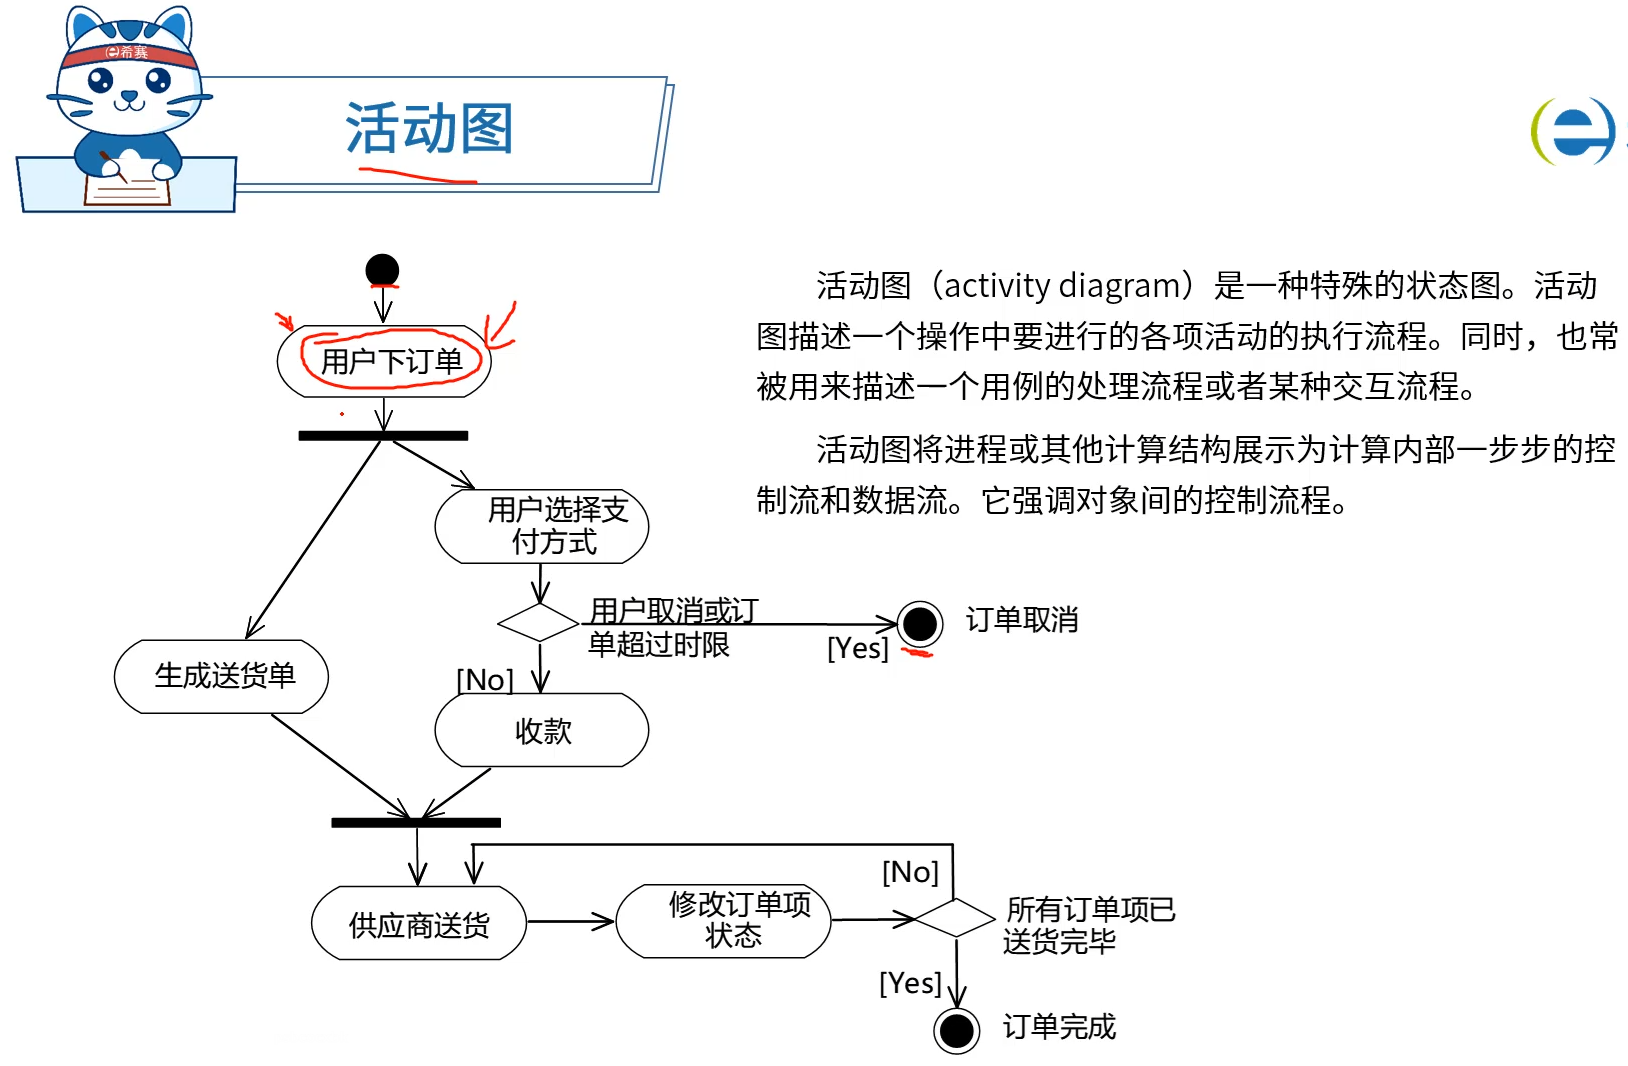 希赛
活动图
活动图（activity diagram）是一种特殊的状态图。活动
图描述一个操作中要进行的各项活动的执行流程。同时，也常
被用来描述一个用例的处理流程或者某种交互流程。
活动图将进程或其他计算结构展示为计算内部一步步的控
制流和数据流。它强调对象间的控制流程。
用户下订单
用户选择支
付方式
用户取消或订
单超过时限
[Yes]
订单取消
生成送货单
[No]
收款
供应商送货
修改订单项
状态
[No]
所有订单项已
送货完毕
[Yes]
订单完成